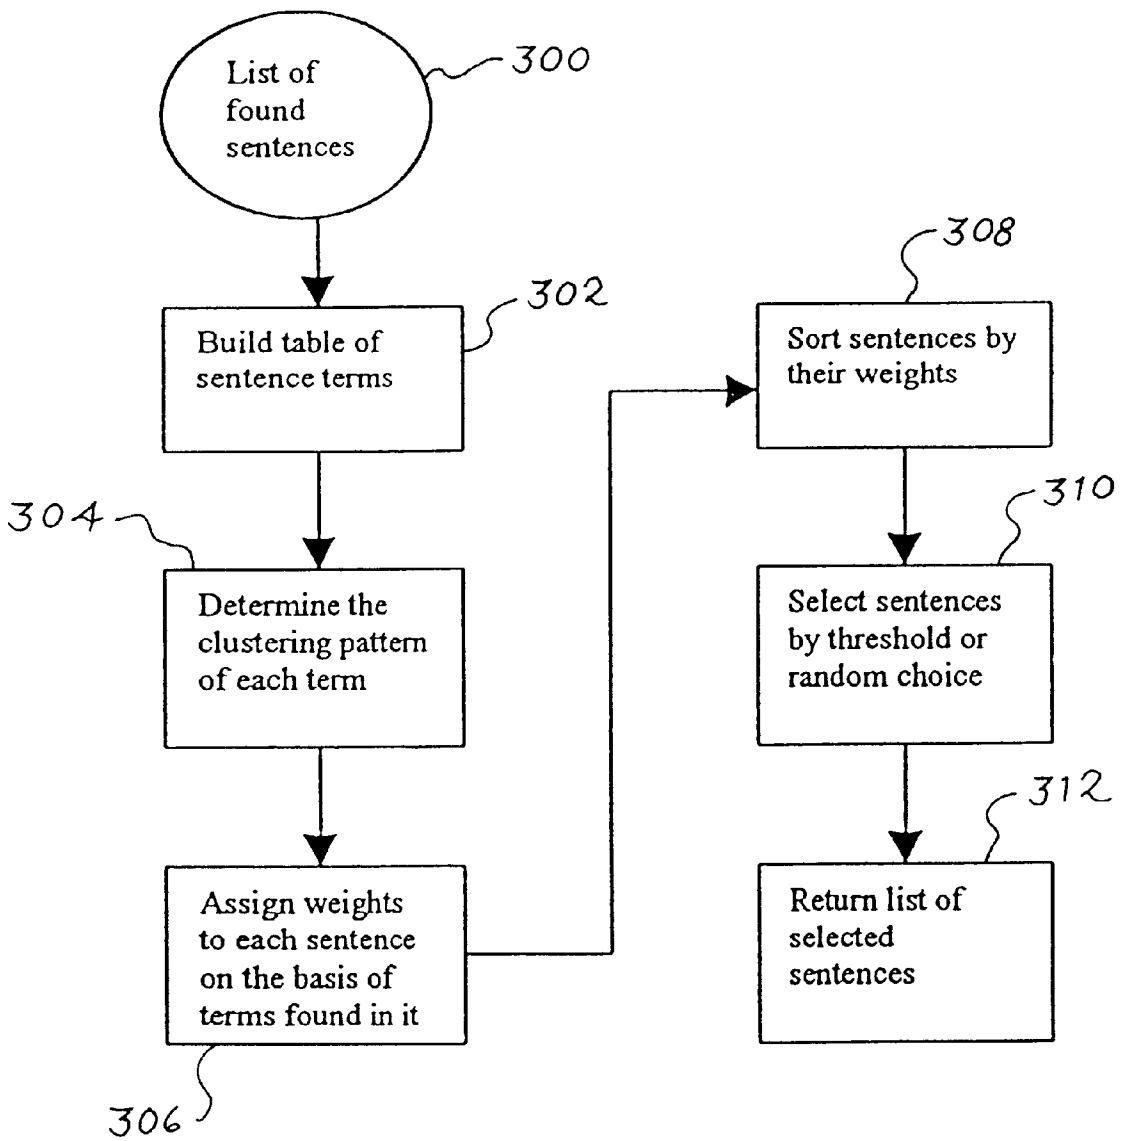 List of
found
sentences
300
Build table of
sentence terms
302
304
Determine the
clustering pattern
of each term
Assign weights
to each sentence
on the basis of
terms found in it
306
308
Sort sentences by
their weights
310
Select sentences
by threshold or
random choice
312
Return list of
selected
sentences